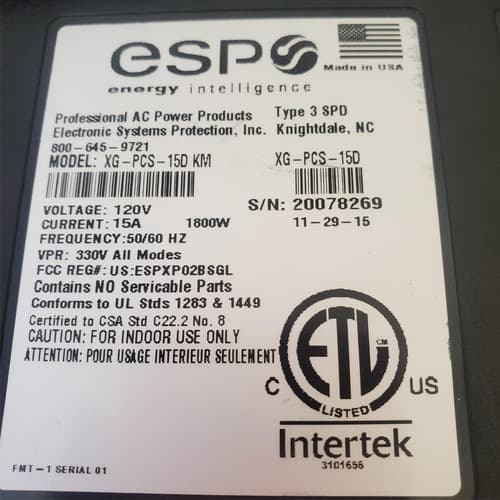 esp
Made in USA
energy intelligence
Professional AC Power Products Type 3 SPD
Electronic Systems Protection, Inc. Knightdale, NC
800-645-9721
MODEL: XG-PCS-15D KM XG-PCS-15D
S/N: 20078269
VOLTAGE: 120V
CURRENT: 15A 1800W 11-29-15
FREQUENCY:50/60 HZ
VPR: 330V All Modes
FCC REG#: US:ESPXP02BSGL
Contains NO Servicable Parts
Conforms to UL Stds 1283 & 1449
Certified to CSA Std C22.2 No. 8
CAUTION: FOR INDOOR USE ONLY
ATTENTION: POUR USAGE INTERIEUR SEULEMENT
ETL
CM
C US
LISTED
Intertek
3101656
FMT-1 SERIAL 01